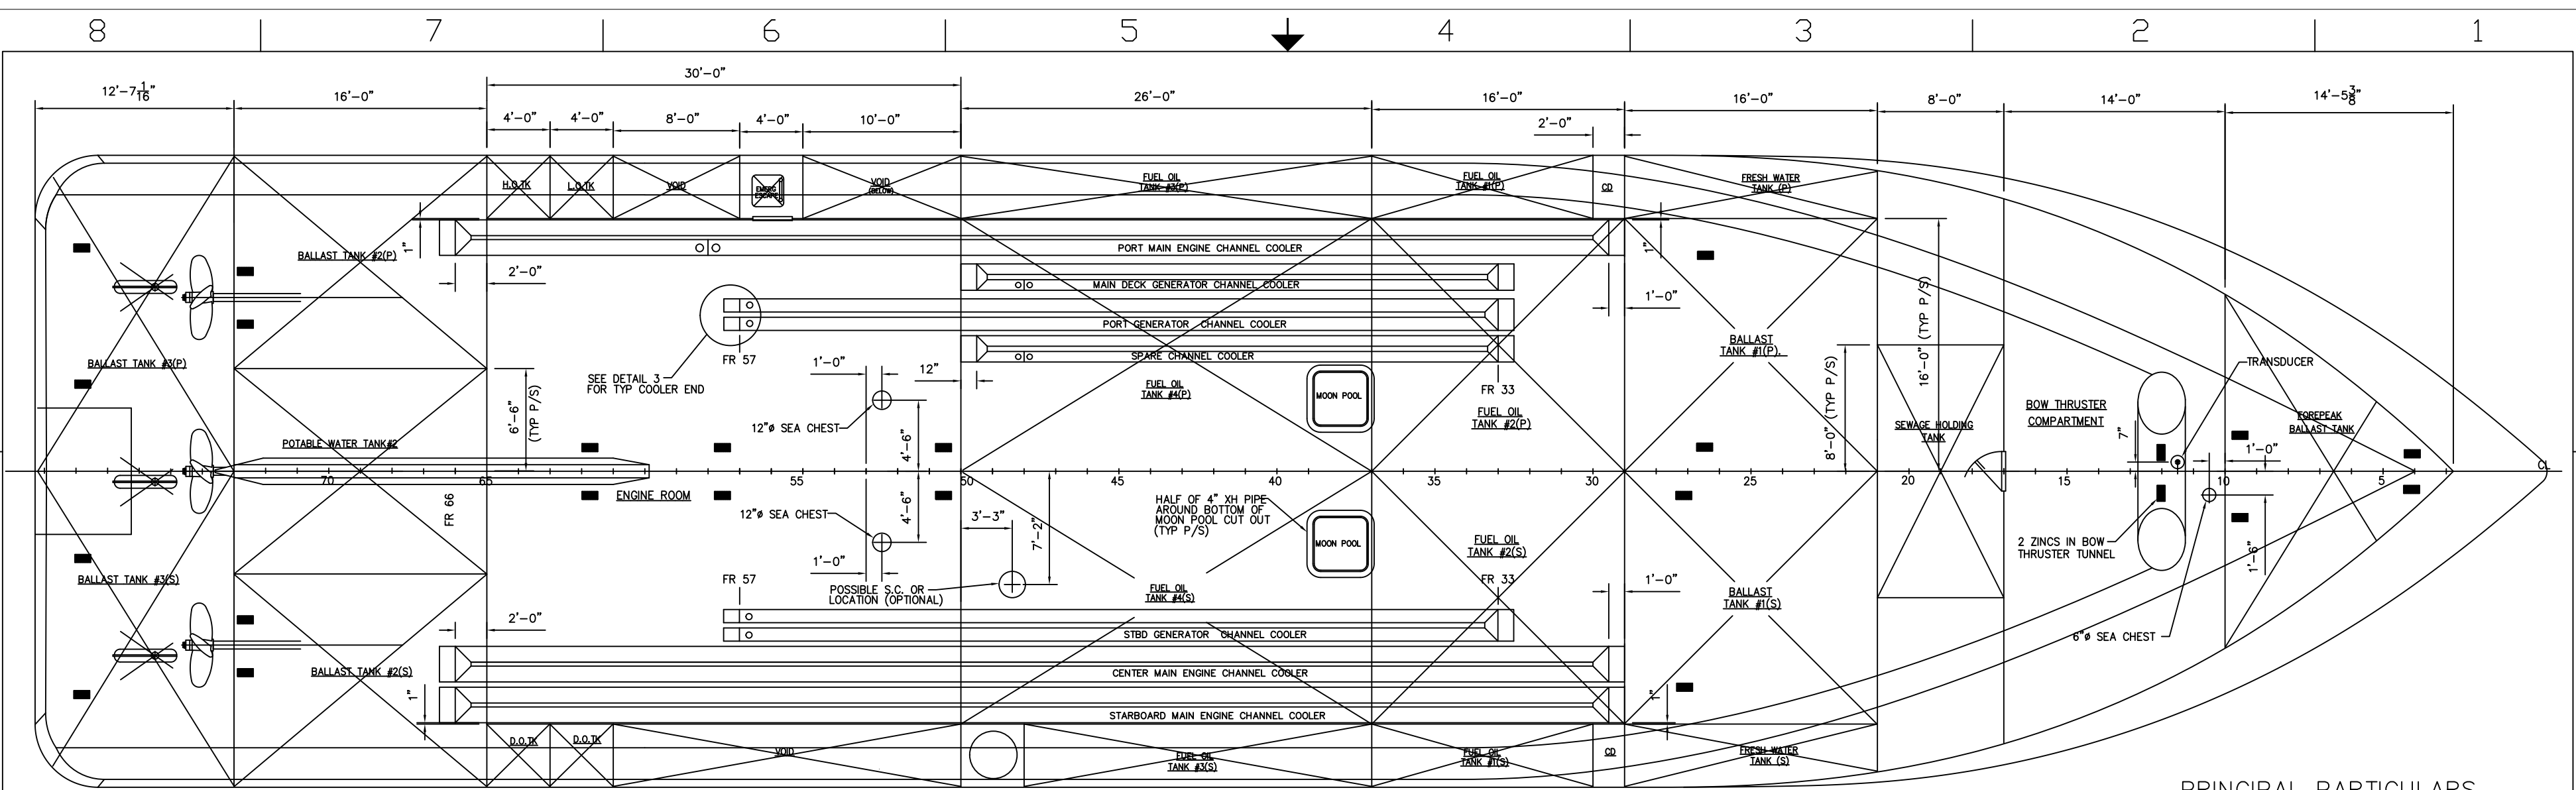 8 7 6 5 4 3 2 1
30'-0"
12'-7 1/16" 16'-0" 26'-0" 16'-0" 16'-0" 8'-0" 14'-0" 14'-5 3/8"
4'-0" 4'-0" 8'-0" 4'-0" 10'-0" 2'-0"
H.O.TK L.O.TK VOID EMERG ESCAPE VOID (BELOW)
FUEL OIL
TANK #3(P)
FUEL OIL
TANK #1(P)
CD
FRESH WATER
TANK (P)
BALLAST TANK #2(P)
1"
2'-0"
PORT MAIN ENGINE CHANNEL COOLER
1"
1'-0"
MAIN DECK GENERATOR CHANNEL COOLER
PORT GENERATOR CHANNEL COOLER
SPARE CHANNEL COOLER
FR 57
1'-0"
12"
SEE DETAIL 3
FOR TYP COOLER END
BALLAST TANK #3(P)
6'-6"
(TYP P/S)
FUEL OIL
TANK #4(P)
MOON POOL
FR 33
FUEL OIL
TANK #2(P)
BALLAST
TANK #1(P).
8'-0" (TYP P/S)
16'-0" (TYP P/S)
SEWAGE HOLDING
TANK
BOW THRUSTER
COMPARTMENT
TRANSDUCER
7"
FOREPEAK
BALLAST TANK
1'-0"
12"ø SEA CHEST
4'-6"
POTABLE WATER TANK#2
CL
70 65 55 50 45 40 35 30 25 20 15 10 5
FR 66
ENGINE ROOM
12"ø SEA CHEST
4'-6"
3'-3"
7'-2"
HALF OF 4" XH PIPE
AROUND BOTTOM OF
MOON POOL CUT OUT
(TYP P/S)
MOON POOL
FUEL OIL
TANK #2(S)
2 ZINCS IN BOW
THRUSTER TUNNEL
1'-6"
1'-0"
FR 57
POSSIBLE S.C. OR
LOCATION (OPTIONAL)
FUEL OIL
TANK #4(S)
FR 33
1'-0"
BALLAST
TANK #1(S)
BALLAST TANK #3(S)
6"ø SEA CHEST
2'-0"
STBD GENERATOR CHANNEL COOLER
BALLAST TANK #2(S)
CENTER MAIN ENGINE CHANNEL COOLER
1"
1"
STARBOARD MAIN ENGINE CHANNEL COOLER
D.O.TK D.O.TK VOID
FUEL OIL
TANK #3(S)
FUEL OIL
TANK #1(S)
CD
FRESH WATER
TANK (S)
PRINCIPAL PARTICULARS